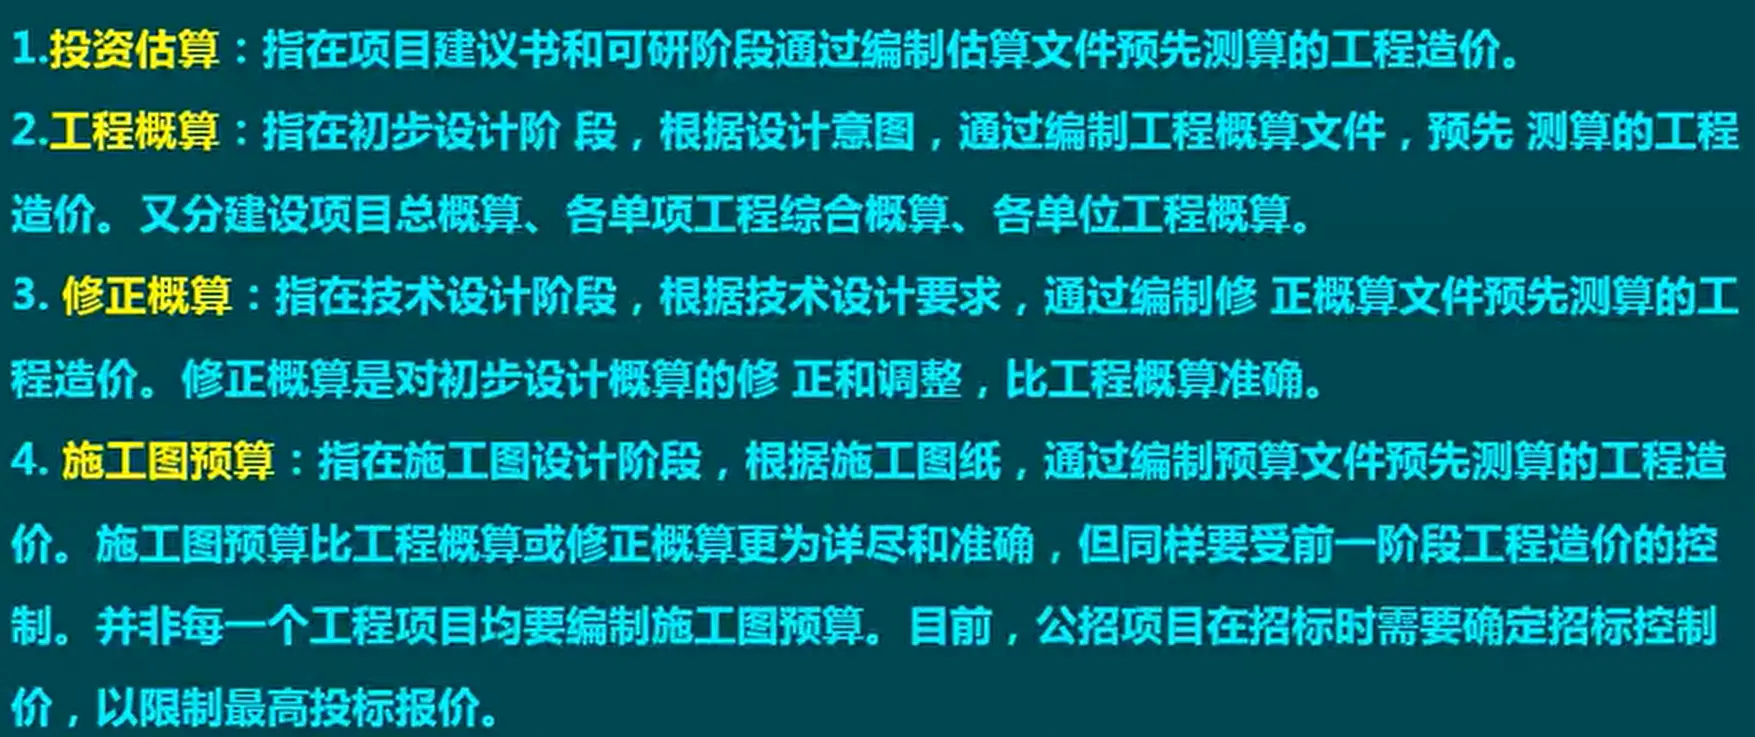 1.投资估算：指在项目建议书和可研阶段通过编制估算文件预先测算的工程造价。
2.工程概算：指在初步设计阶 段，根据设计意图，通过编制工程概算文件，预先 测算的工程
造价。又分建设项目总概算、各单项工程综合概算、各单位工程概算。
3. 修正概算：指在技术设计阶段，根据技术设计要求，通过编制修 正概算文件预先测算的工
程造价。修正概算是对初步设计概算的修 正和调整，比工程概算准确。
4. 施工图预算：指在施工图设计阶段，根据施工图纸，通过编制预算文件预先测算的工程造
价。施工图预算比工程概算或修正概算更为详尽和准确，但同样要受前一阶段工程造价的控
制。并非每一个工程项目均要编制施工图预算。目前，公招项目在招标时需要确定招标控制
价，以限制最高投标报价。